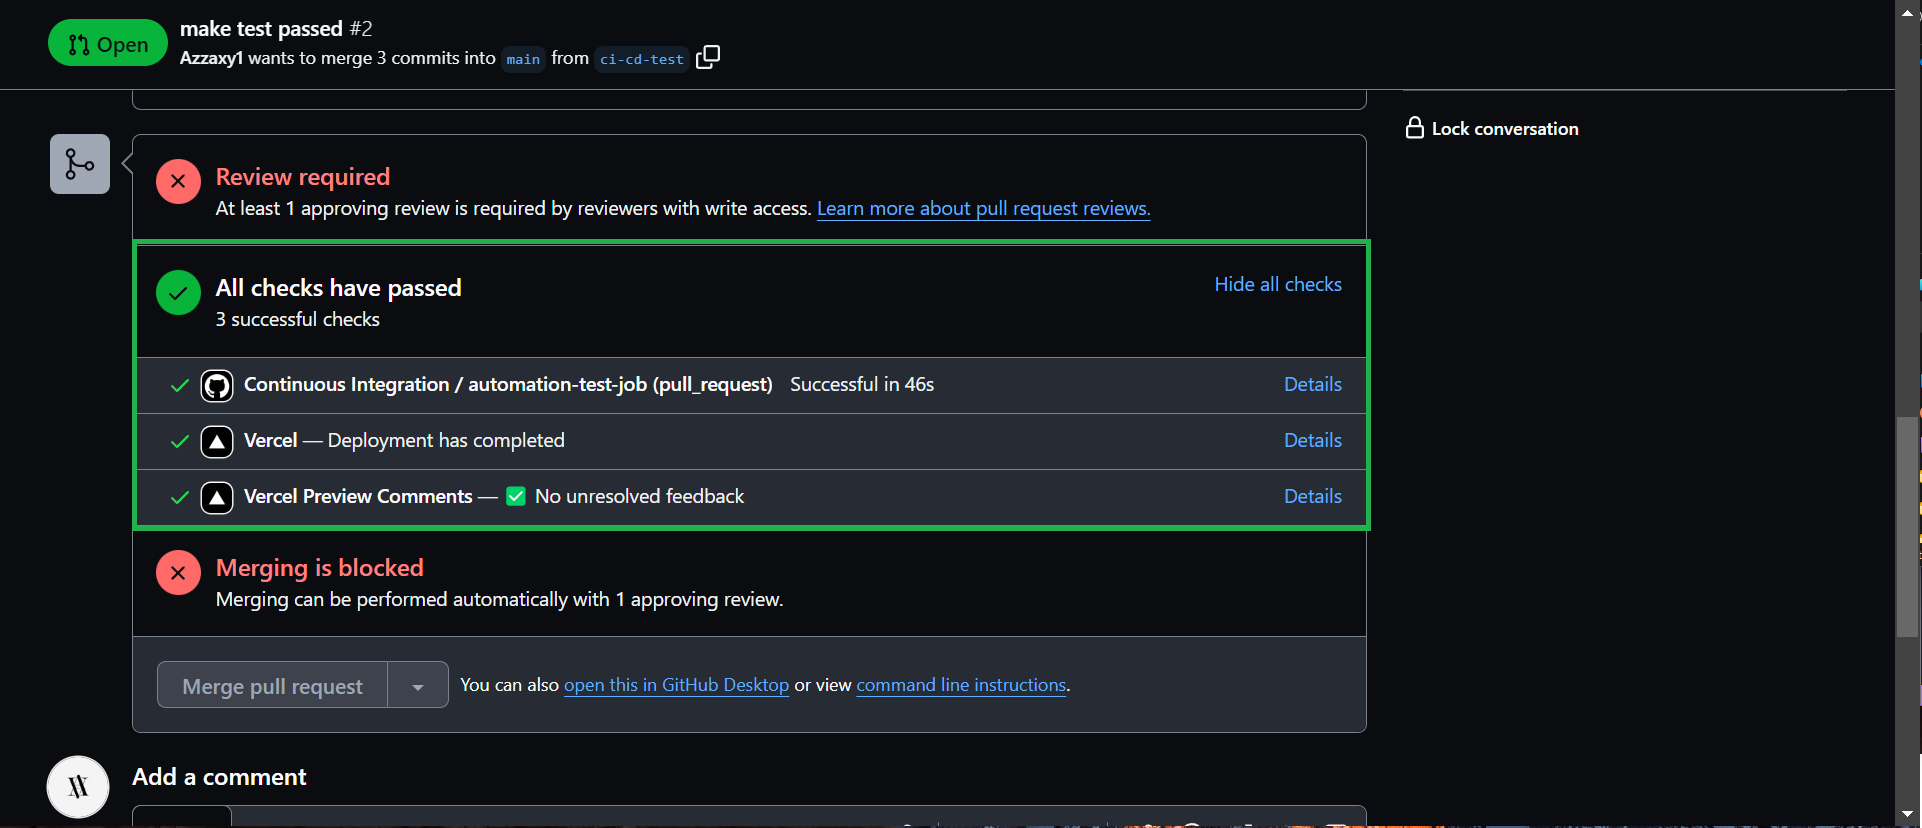 Open
make test passed #2
Azzaxy1 wants to merge 3 commits into main from ci-cd-test
Lock conversation
Review required
At least 1 approving review is required by reviewers with write access. Learn more about pull request reviews.
All checks have passed
Hide all checks
3 successful checks
Continuous Integration / automation-test-job (pull_request) Successful in 46s Details
Vercel — Deployment has completed Details
Vercel Preview Comments — ✅ No unresolved feedback Details
Merging is blocked
Merging can be performed automatically with 1 approving review.
Merge pull request
You can also open this in GitHub Desktop or view command line instructions.
Add a comment